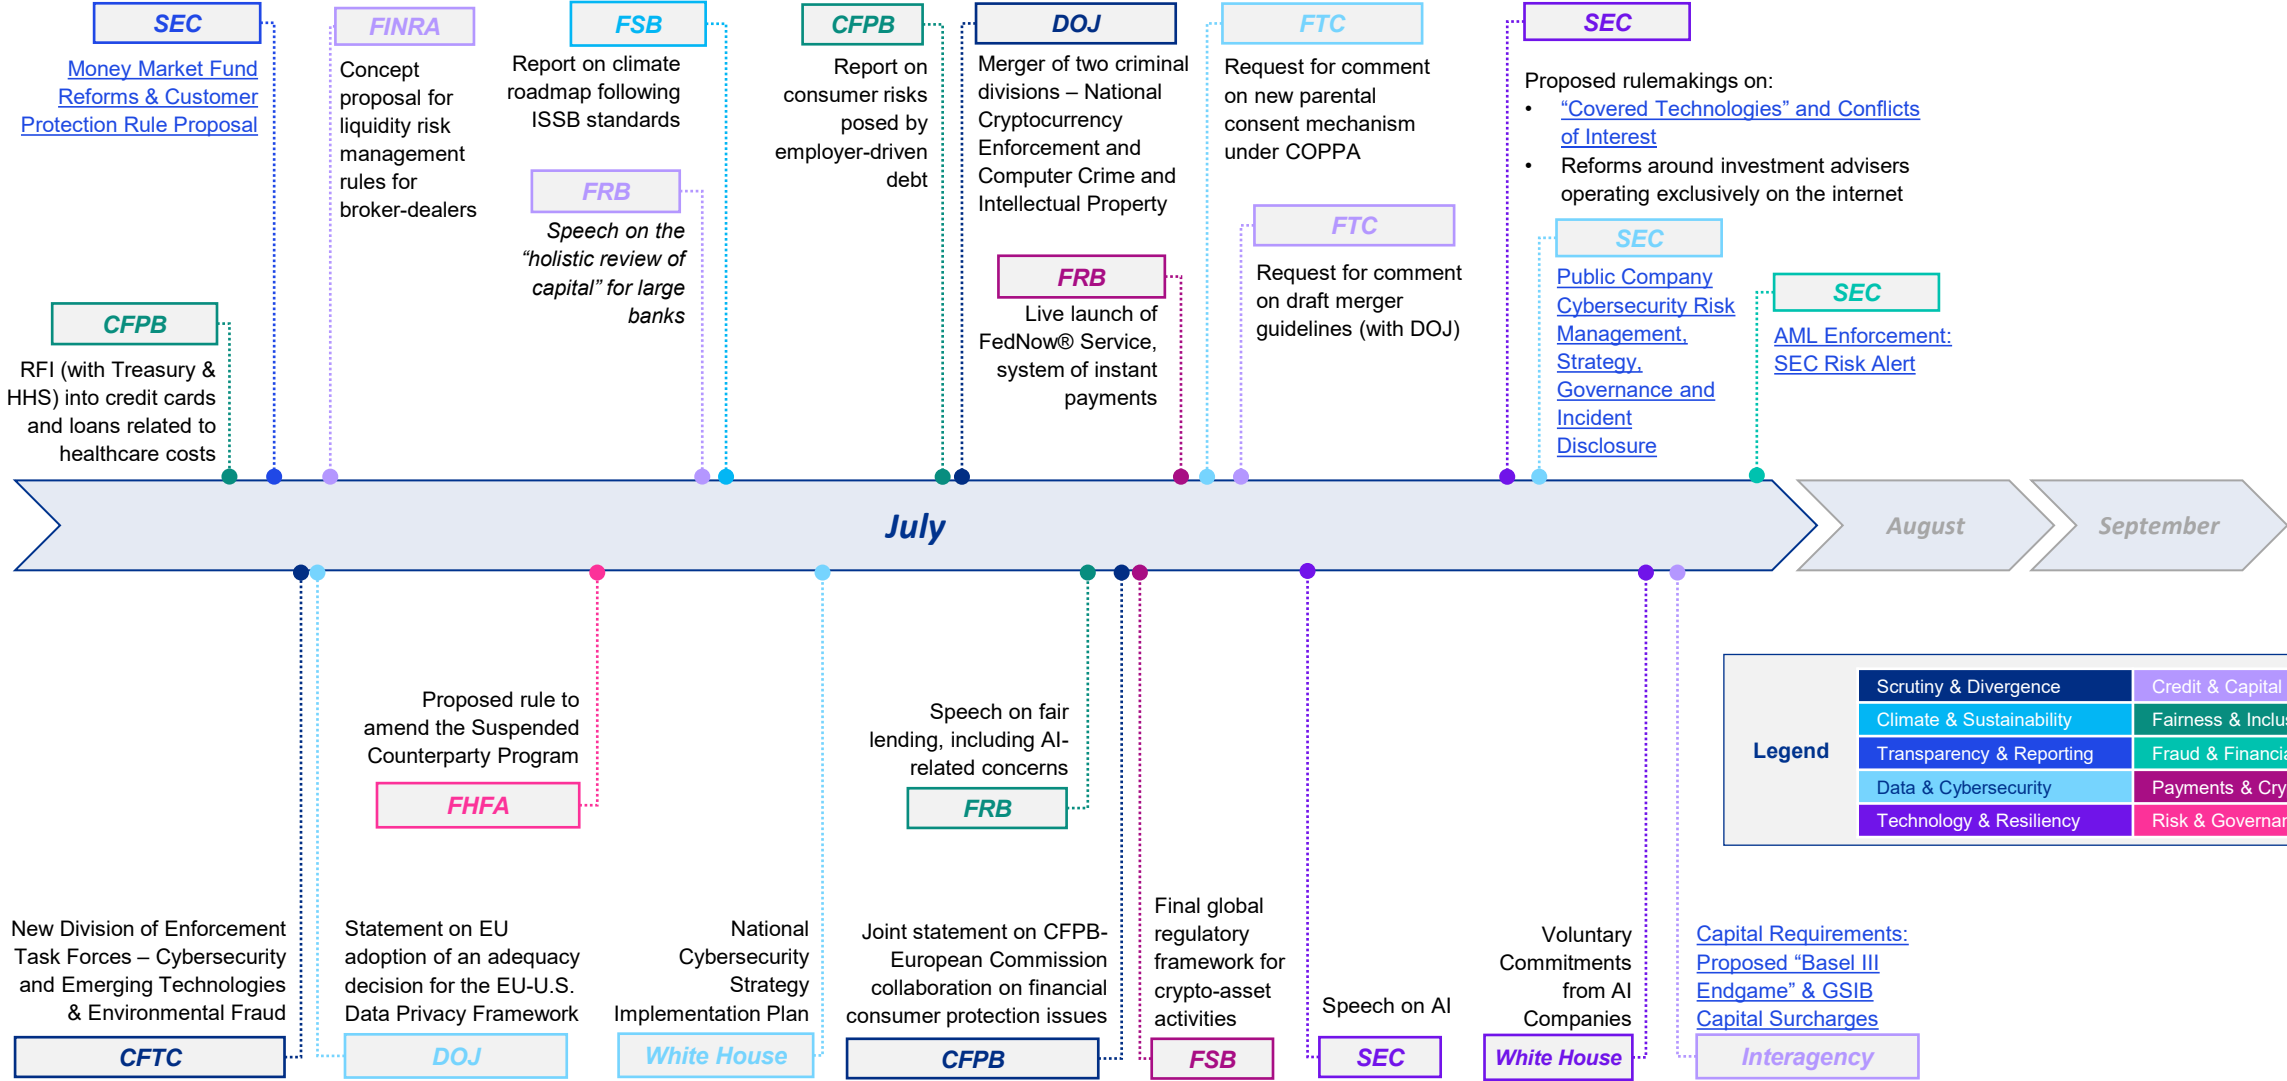 SEC
Money Market Fund
Reforms & Customer
Protection Rule Proposal
CFPB
RFI (with Treasury &
HHS) into credit cards
and loans related to
healthcare costs
FINRA
Concept
proposal for
liquidity risk
management
rules for
broker-dealers
FSB
Report on climate
roadmap following
ISSB standards
FRB
Speech on the
“holistic review of
capital” for large
banks
CFPB
Report on
consumer risks
posed by
employer-driven
debt
DOJ
Merger of two criminal
divisions – National
Cryptocurrency
Enforcement and
Computer Crime and
Intellectual Property
FRB
Live launch of
FedNow® Service,
system of instant
payments
FTC
Request for comment
on new parental
consent mechanism
under COPPA
FTC
Request for comment
on draft merger
guidelines (with DOJ)
SEC
Proposed rulemakings on:
• “Covered Technologies” and Conflicts
of Interest
• Reforms around investment advisers
operating exclusively on the internet
SEC
Public Company
Cybersecurity Risk
Management,
Strategy,
Governance and
Incident
Disclosure
SEC
AML Enforcement:
SEC Risk Alert
July
August
September
New Division of Enforcement
Task Forces – Cybersecurity
and Emerging Technologies
& Environmental Fraud
CFTC
Statement on EU
adoption of an adequacy
decision for the EU-U.S.
Data Privacy Framework
DOJ
Proposed rule to
amend the Suspended
Counterparty Program
FHFA
National
Cybersecurity
Strategy
Implementation Plan
White House
Speech on fair
lending, including AI-
related concerns
FRB
Joint statement on CFPB-
European Commission
collaboration on financial
consumer protection issues
CFPB
Final global
regulatory
framework for
crypto-asset
activities
FSB
Speech on AI
SEC
Voluntary
Commitments
from AI
Companies
White House
Capital Requirements:
Proposed “Basel III
Endgame” & GSIB
Capital Surcharges
Interagency
Legend
Scrutiny & Divergence
Credit & Capital
Climate & Sustainability
Fairness &
Transparency & Reporting
Fraud &
Data & Cybersecurity
Payments &
Technology & Resiliency
Risk &